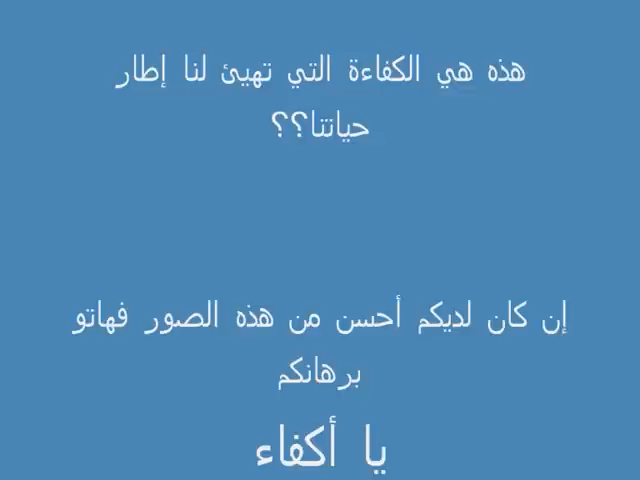 هذه هي الكفاءة التي تهيئ لنا إطار
حياتنا؟؟
إن كان لديكم أحسن من هذه الصور فهاتو
برهانكم
يا أكفاء